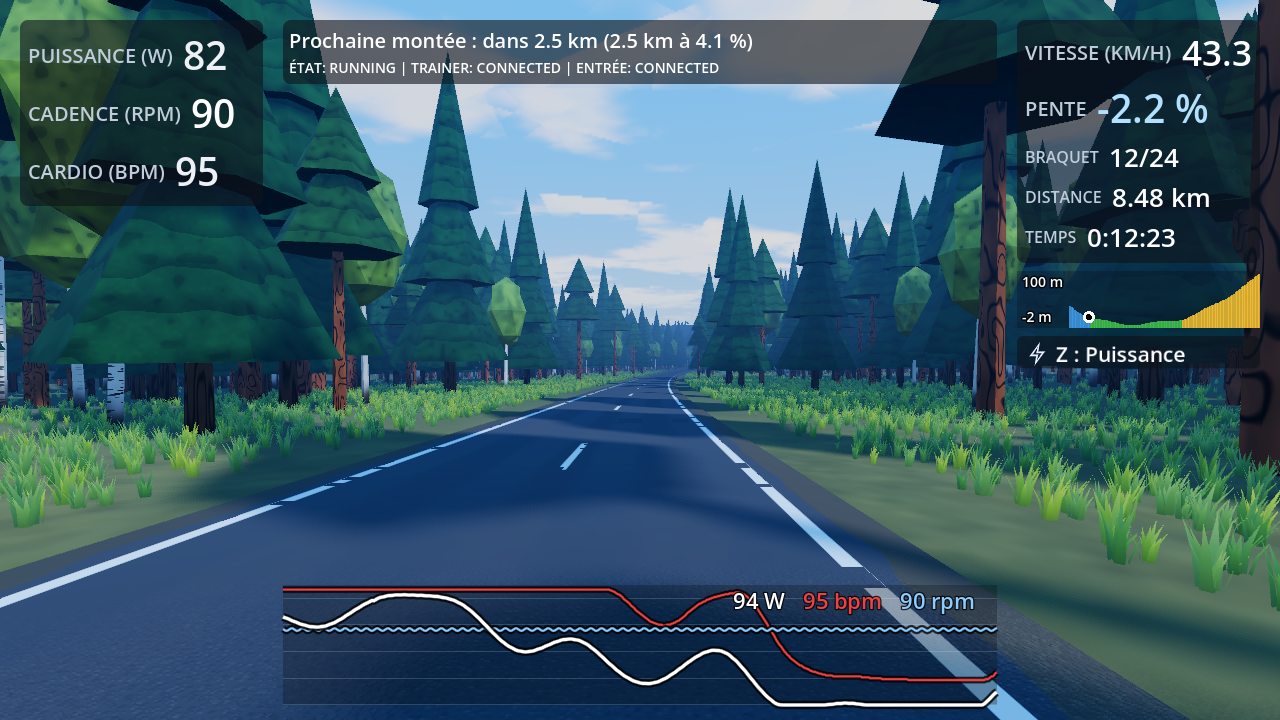 PUISSANCE (W) 82
CADENCE (RPM) 90
CARDIO (BPM) 95
Prochaine montée : dans 2.5 km (2.5 km à 4.1 %)
ÉTAT: RUNNING | TRAINER: CONNECTED | ENTRÉE: CONNECTED
VITESSE (KM/H) 43.3
PENTE -2.2 %
BRAQUET 12/24
DISTANCE 8.48 km
TEMPS 0:12:23
100 m
-2 m
Z : Puissance
94 W 95 bpm 90 rpm